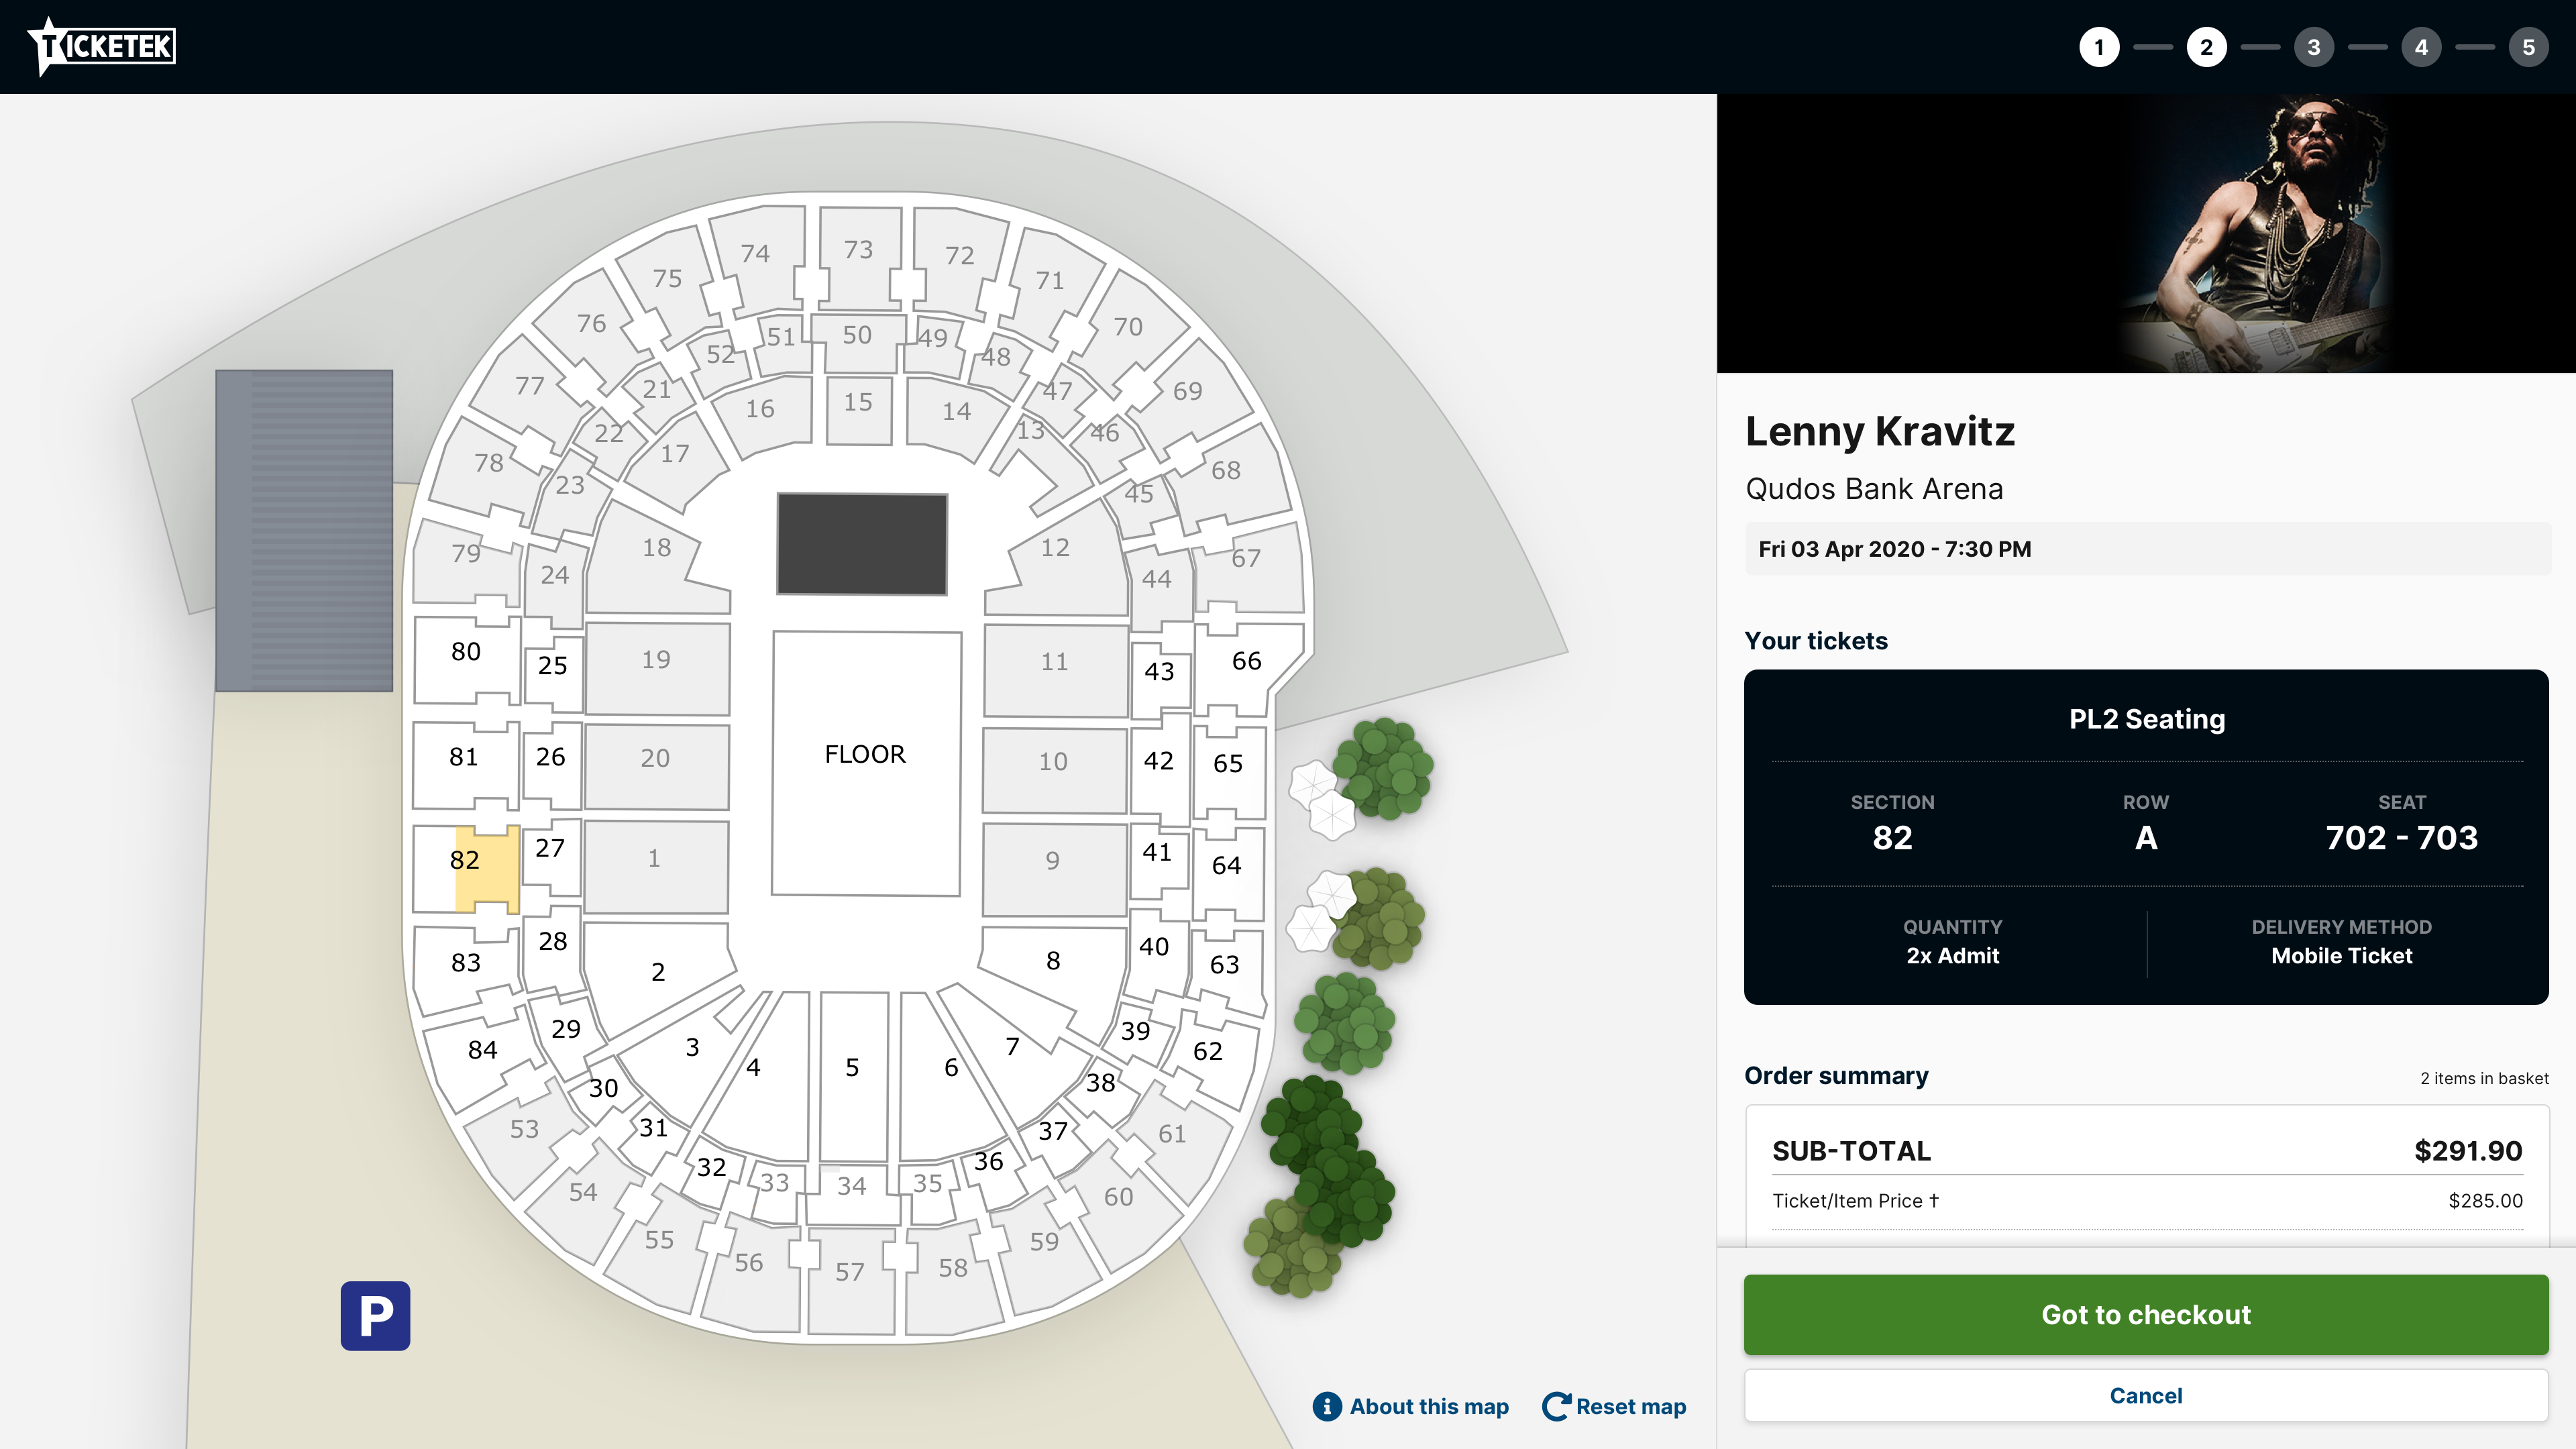 TICKETEK
1 2 3 4 5
74 73 72
75 71
76 70
51 50 49
52 48
77 21 47 69
16 15 14
22 13 46
17
78 68
23 45
79 18 12 67
24 44
80 25 19 11 43 66
81 26 20 FLOOR 10 42 65
82 27 1 9 41 64
83 28 2 8 40 63
84 29 3 4 5 6 7 39 62
30 38
53 31 37 61
32 33 34 35 36
54 60
55 56 57 58 59
P
About this map
Reset map
Lenny Kravitz
Qudos Bank Arena
Fri 03 Apr 2020 - 7:30 PM
Your tickets
PL2 Seating
SECTION ROW SEAT
82 A 702 - 703
QUANTITY DELIVERY METHOD
2x Admit Mobile Ticket
Order summary 2 items in basket
SUB-TOTAL $291.90
Ticket/Item Price † $285.00
Got to checkout
Cancel